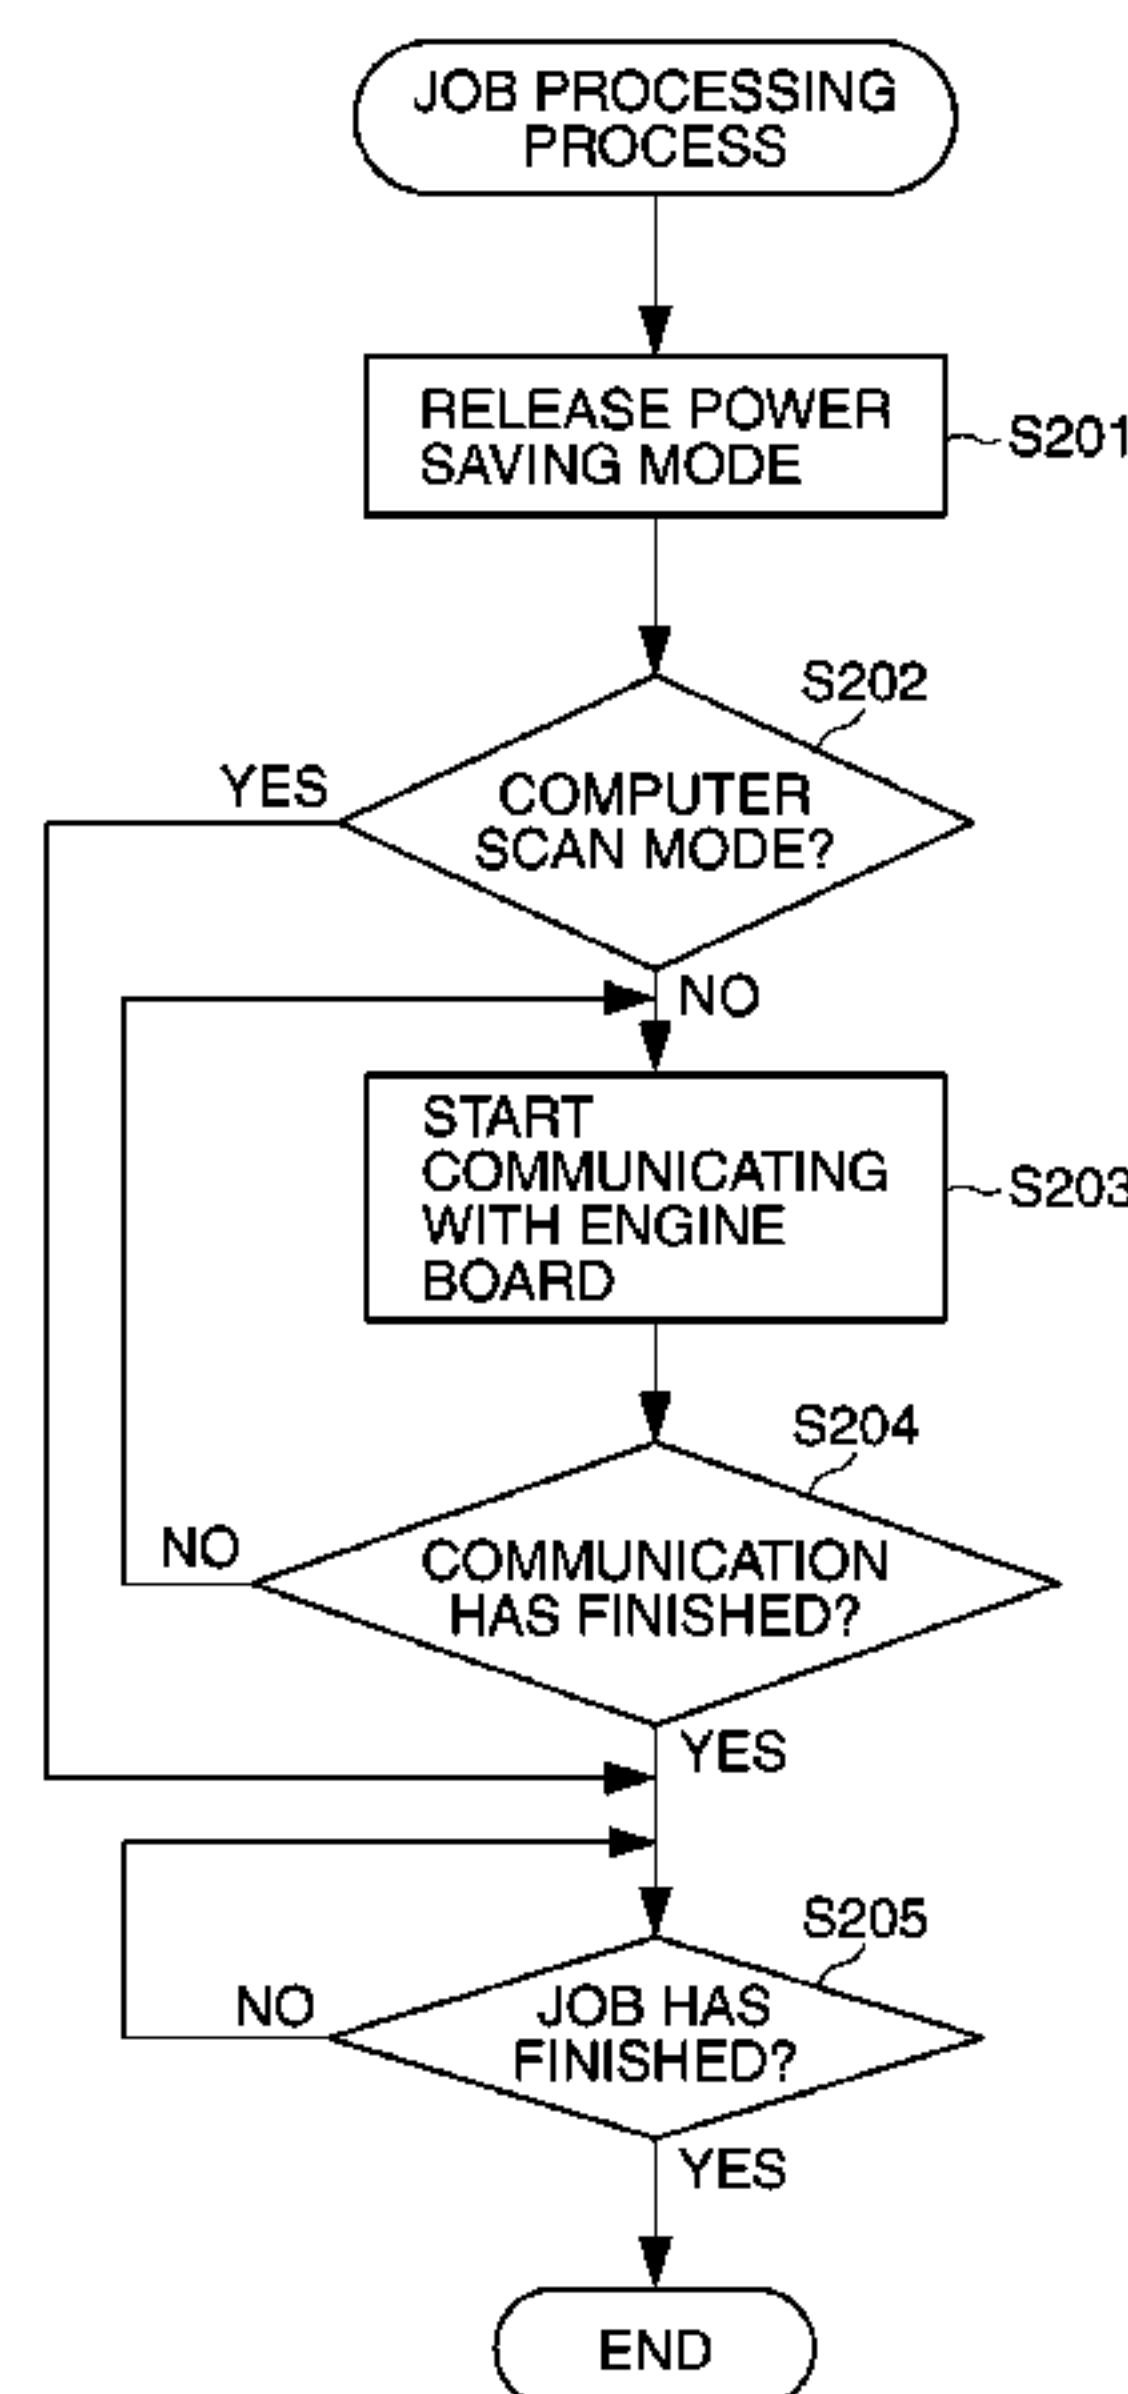 JOB PROCESSING
PROCESS
RELEASE POWER
SAVING MODE
S201
S202
YES
COMPUTER
SCAN MODE?
NO
START
COMMUNICATING
WITH ENGINE
BOARD
S203
S204
NO
COMMUNICATION
HAS FINISHED?
YES
S205
NO
JOB HAS
FINISHED?
YES
END